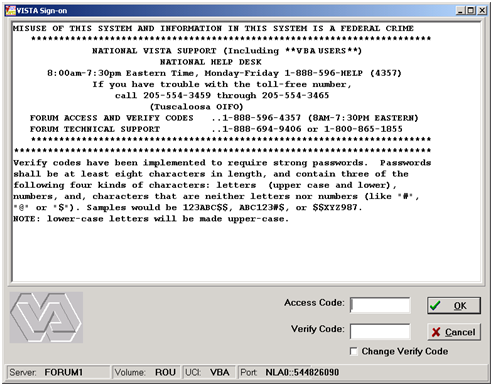 VISTA Sign-on
MISUSE OF THIS SYSTEM AND INFORMATION IN THIS SYSTEM IS A FEDERAL CRIME
******************************************************************
NATIONAL VISTA SUPPORT (Including **VBA USERS**)
NATIONAL HELP DESK
8:00am-7:30pm Eastern Time, Monday-Friday 1-888-596-HELP (4357)
If you have trouble with the toll-free number,
call 205-554-3459 through 205-554-3465
(Tuscaloosa OIFO)
FORUM ACCESS AND VERIFY CODES ..1-888-596-4357 (8AM-7:30PM EASTERN)
FORUM TECHNICAL SUPPORT ..1-888-694-9406 or 1-800-865-1855
******************************************************************
*********************************************************************
Verify codes have been implemented to require strong passwords. Passwords
shall be at least eight characters in length, and contain three of the
following four kinds of characters: letters (upper case and lower),
numbers, and, characters that are neither letters nor numbers (like "#",
"@" or "$"). Samples would be 123ABC$$, ABC123#$, or $$XYZ987.
NOTE: lower-case letters will be made upper-case.
Access Code:
OK
Verify Code:
Cancel
Change Verify Code
VA
Server: FORUM1 Volume: ROU UCI: VBA Port: NLA0::544826090